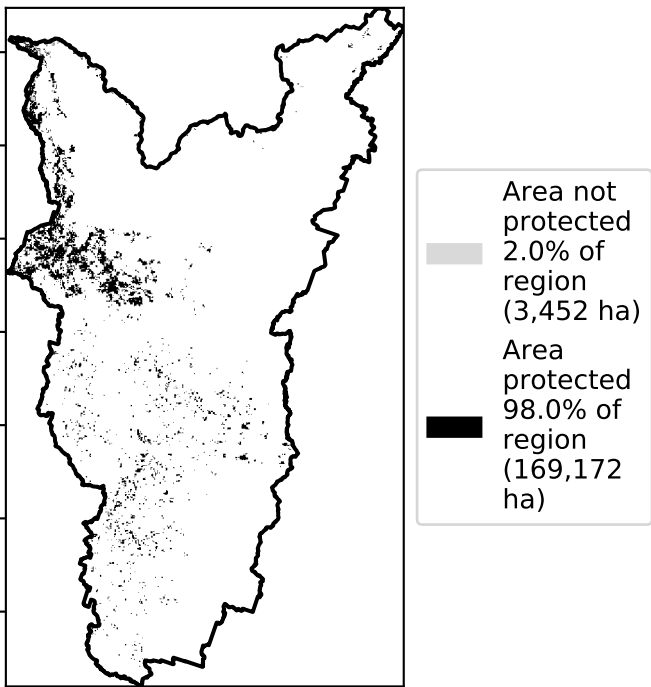 Area not
protected
2.0% of
region
(3,452 ha)
Area
protected
98.0% of
region
(169,172
ha)